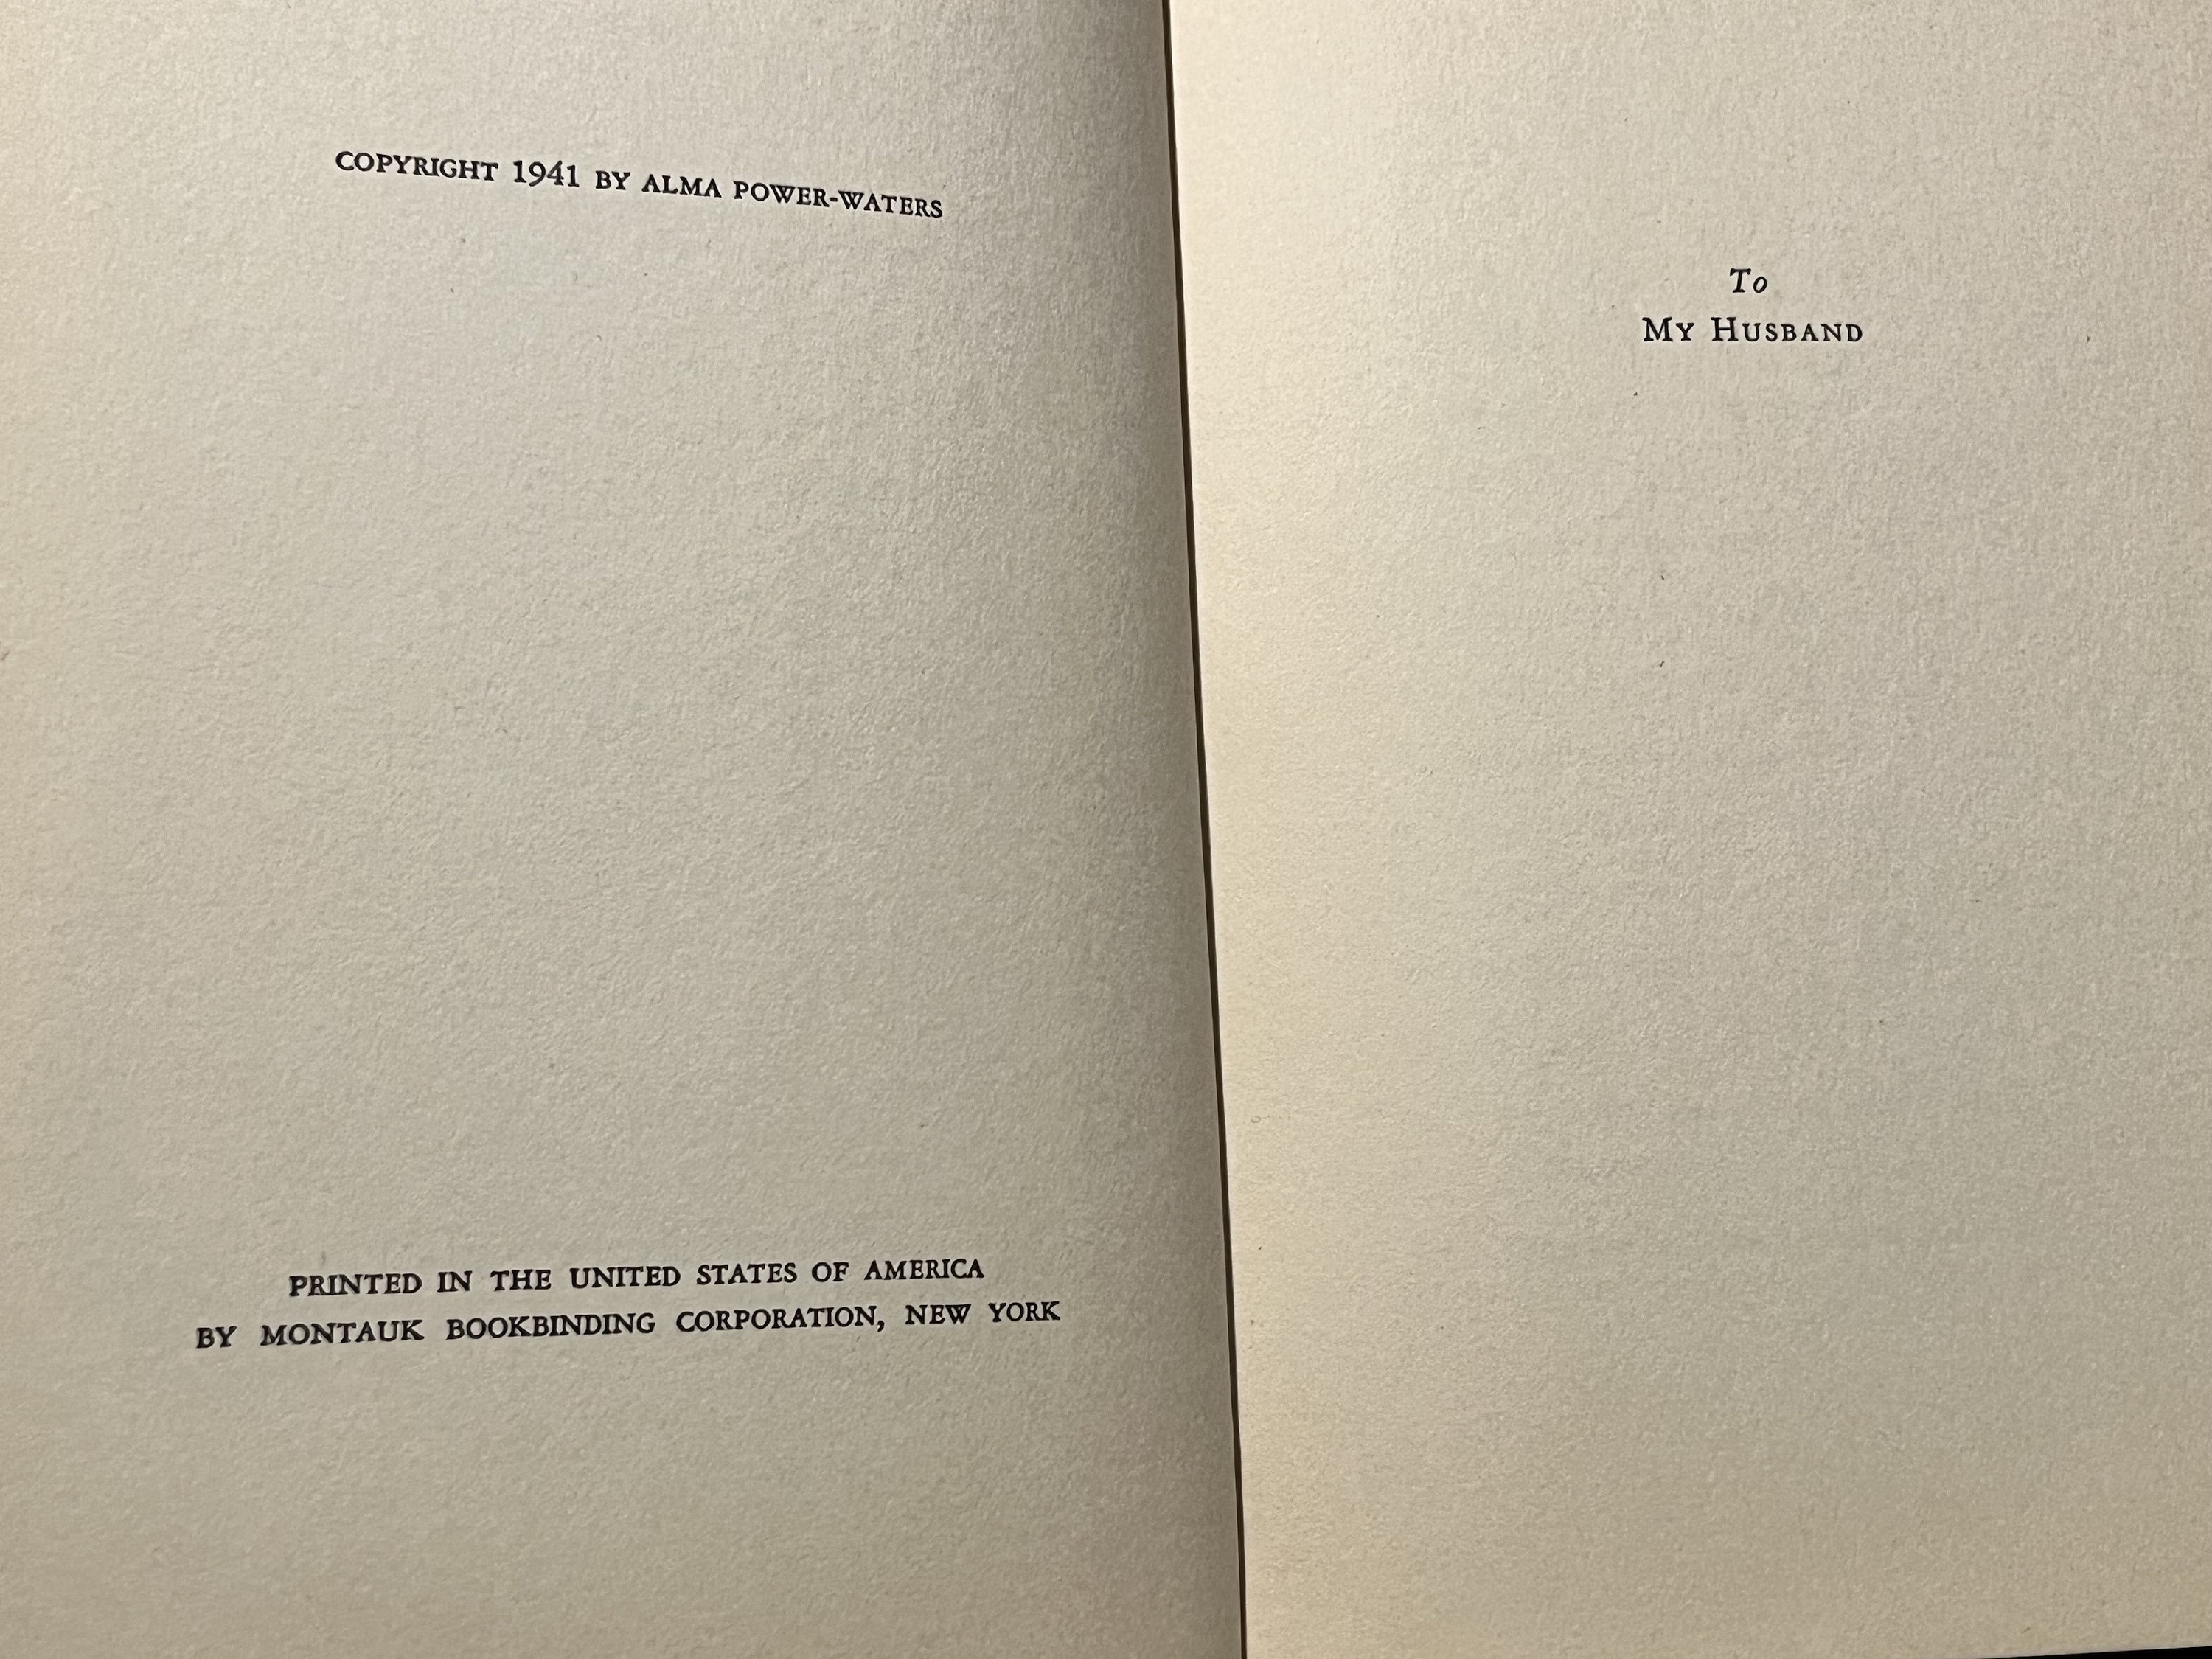 COPYRIGHT 1941 BY ALMA POWER-WATERS
PRINTED IN THE UNITED STATES OF AMERICA
BY MONTAUK BOOKBINDING CORPORATION, NEW YORK
To
MY HUSBAND